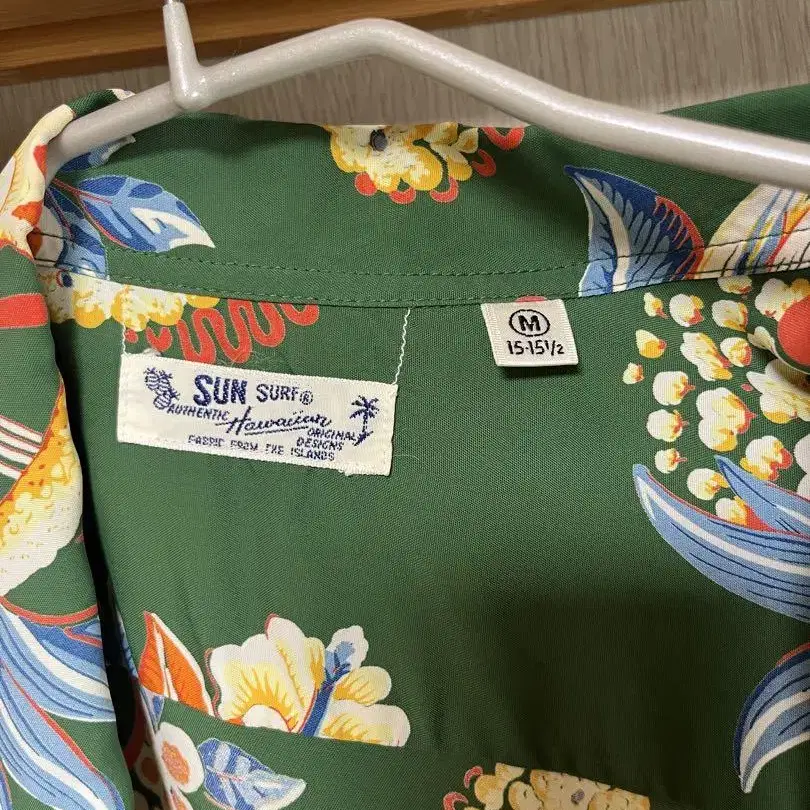 SUN SURF®
AUTHENTIC Hawaiian ORIGINAL
DESIGNS
FABRIC FROM THE ISLANDS
M
15-15½